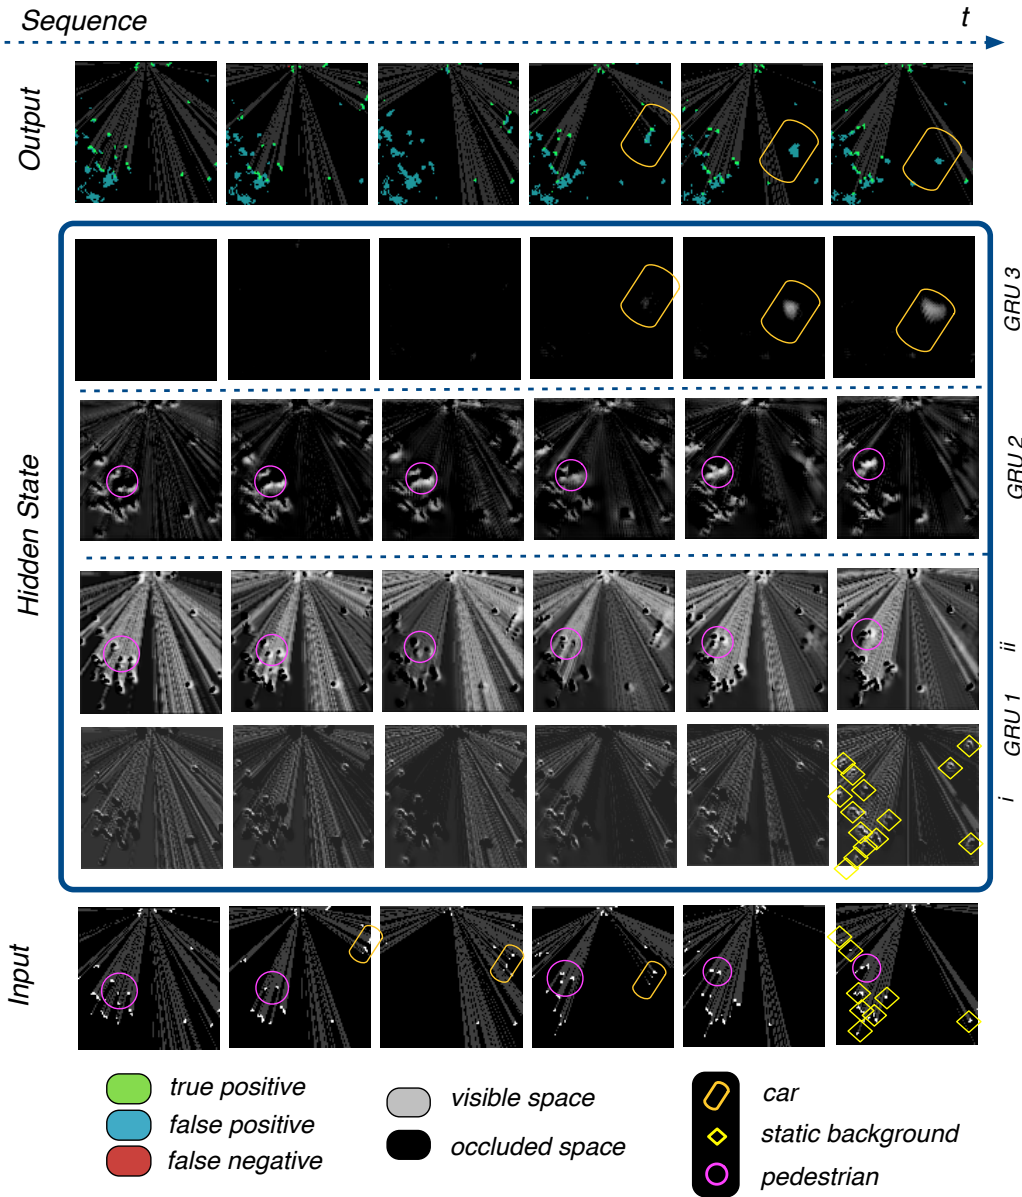 Sequence
t
Output
GRU 3
GRU 2
Hidden State
GRU 1
ii
i
Input
true positive
false positive
false negative
visible space
occluded space
car
static background
pedestrian